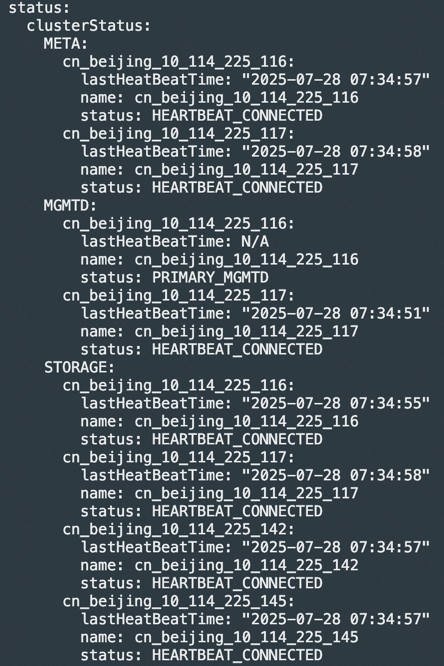 status:
  clusterStatus:
    META:
      cn_beijing_10_114_225_116:
        lastHeatBeatTime: "2025-07-28 07:34:57"
        name: cn_beijing_10_114_225_116
        status: HEARTBEAT_CONNECTED
      cn_beijing_10_114_225_117:
        lastHeatBeatTime: "2025-07-28 07:34:58"
        name: cn_beijing_10_114_225_117
        status: HEARTBEAT_CONNECTED
    MGMTD:
      cn_beijing_10_114_225_116:
        lastHeatBeatTime: N/A
        name: cn_beijing_10_114_225_116
        status: PRIMARY_MGMTD
      cn_beijing_10_114_225_117:
        lastHeatBeatTime: "2025-07-28 07:34:51"
        name: cn_beijing_10_114_225_117
        status: HEARTBEAT_CONNECTED
    STORAGE:
      cn_beijing_10_114_225_116:
        lastHeatBeatTime: "2025-07-28 07:34:55"
        name: cn_beijing_10_114_225_116
        status: HEARTBEAT_CONNECTED
      cn_beijing_10_114_225_117:
        lastHeatBeatTime: "2025-07-28 07:34:58"
        name: cn_beijing_10_114_225_117
        status: HEARTBEAT_CONNECTED
      cn_beijing_10_114_225_142:
        lastHeatBeatTime: "2025-07-28 07:34:57"
        name: cn_beijing_10_114_225_142
        status: HEARTBEAT_CONNECTED
      cn_beijing_10_114_225_145:
        lastHeatBeatTime: "2025-07-28 07:34:57"
        name: cn_beijing_10_114_225_145
        status: HEARTBEAT_CONNECTED